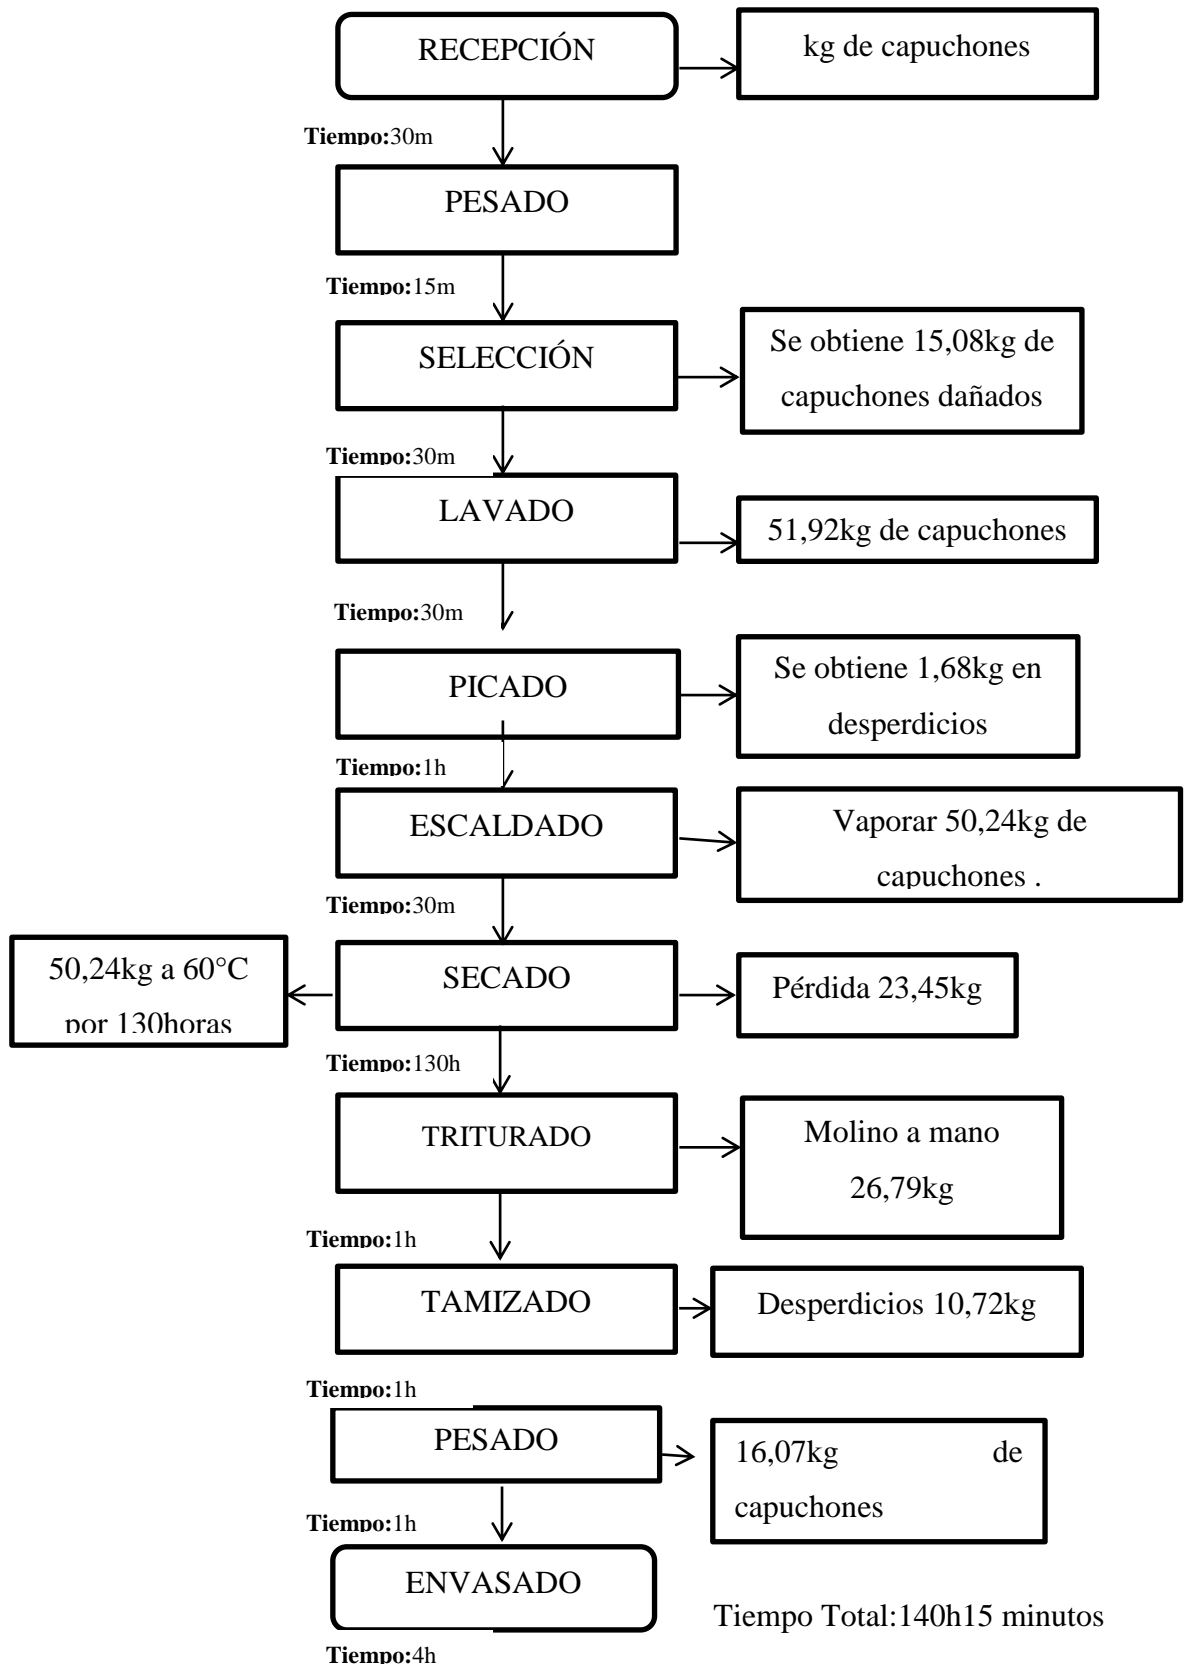 RECEPCIÓN
kg de capuchones
Tiempo:30m
PESADO
Tiempo:15m
SELECCIÓN
Se obtiene 15,08kg de
capuchones dañados
Tiempo:30m
LAVADO
51,92kg de capuchones
Tiempo:30m
PICADO
Se obtiene 1,68kg en
desperdicios
Tiempo:1h
ESCALDADO
Vaporar 50,24kg de
capuchones .
Tiempo:30m
50,24kg a 60°C
por 130horas
SECADO
Pérdida 23,45kg
Tiempo:130h
TRITURADO
Molino a mano
26,79kg
Tiempo:1h
TAMIZADO
Desperdicios 10,72kg
Tiempo:1h
PESADO
16,07kg de
capuchones
Tiempo:1h
ENVASADO
Tiempo Total:140h15 minutos
Tiempo:4h